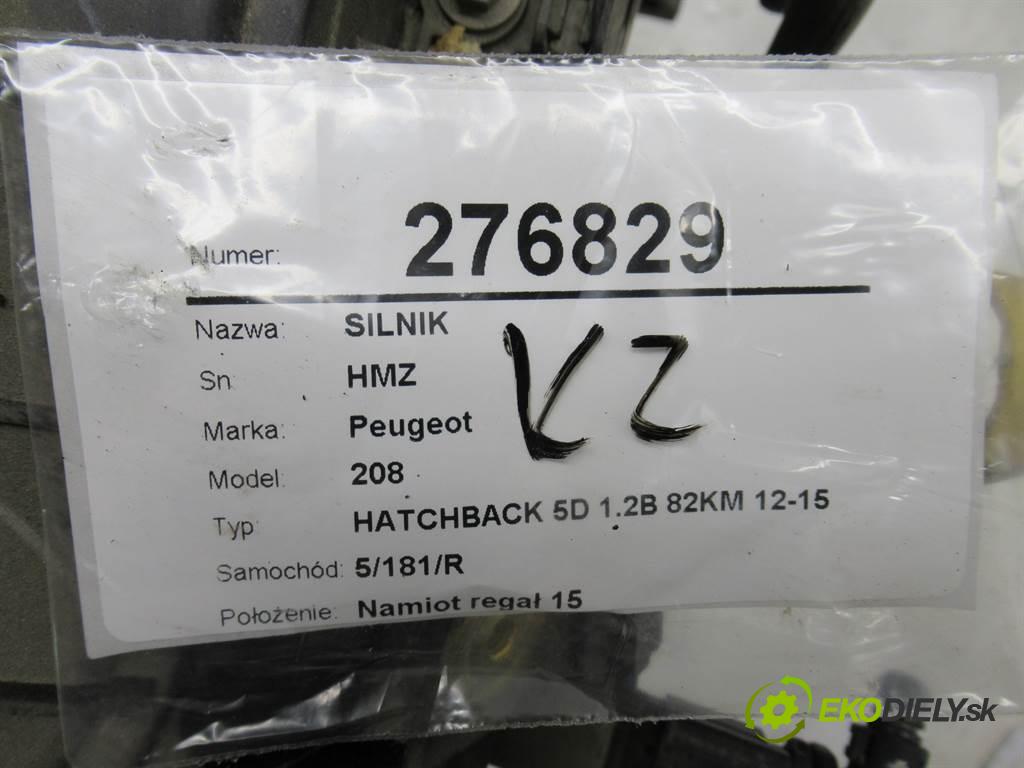 Numer: 276829
Nazwa: SILNIK
Sn HMZ
Marka: Peugeot
Model: 208
Typ: HATCHBACK 5D 1.2B 82KM 12-15
Samochód: 5/181/R
Położenie: Namiot regał 15
EKODIELY.sk